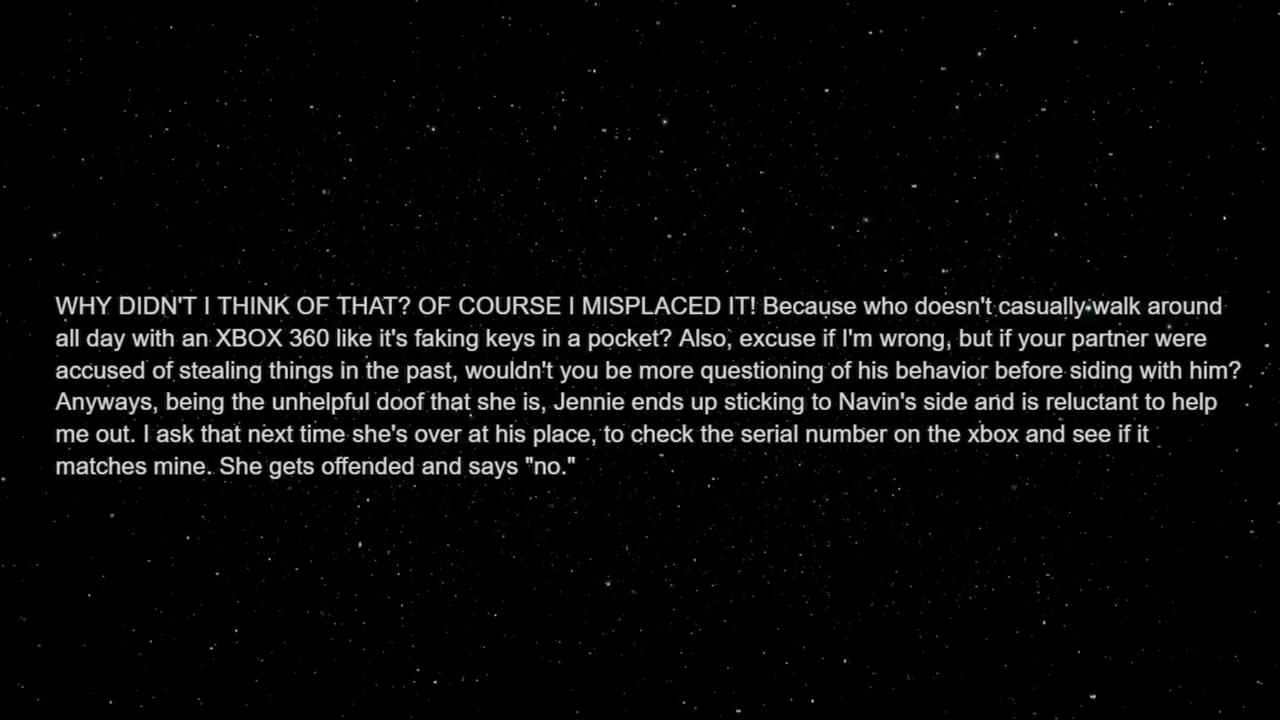 WHY DIDN'T I THINK OF THAT? OF COURSE I MISPLACED IT! Because who doesn't casually walk around
all day with an XBOX 360 like it's faking keys in a pocket? Also, excuse if I'm wrong, but if your partner were
accused of stealing things in the past, wouldn't you be more questioning of his behavior before siding with him?
Anyways, being the unhelpful doof that she is, Jennie ends up sticking to Navin's side and is reluctant to help
me out. I ask that next time she's over at his place, to check the serial number on the xbox and see if it
matches mine. She gets offended and says "no."